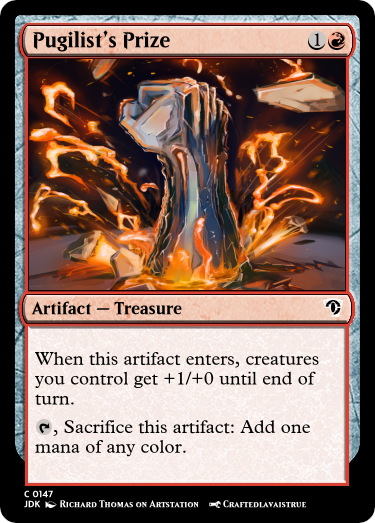 Pugilist's Prize 1
Artifact — Treasure
When this artifact enters, creatures
you control get +1/+0 until end of
turn.
, Sacrifice this artifact: Add one
mana of any color.
C 0147
JDK Richard Thomas on Artstation Craftedlavaistrue